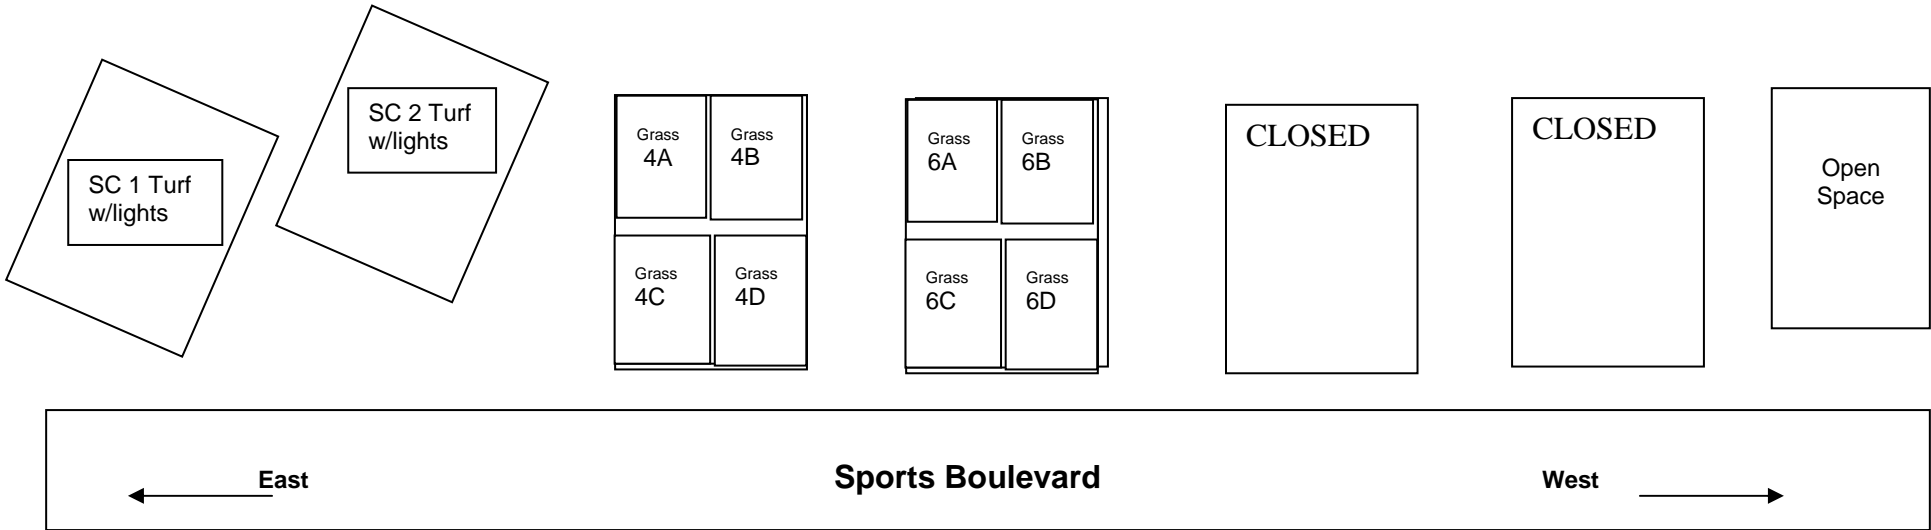 SC 1 Turf
w/lights
SC 2 Turf
w/lights
Grass
4A
Grass
4B
Grass
4C
Grass
4D
Grass
6A
Grass
6B
Grass
6C
Grass
6D
CLOSED
CLOSED
Open
Space
East
Sports Boulevard
West